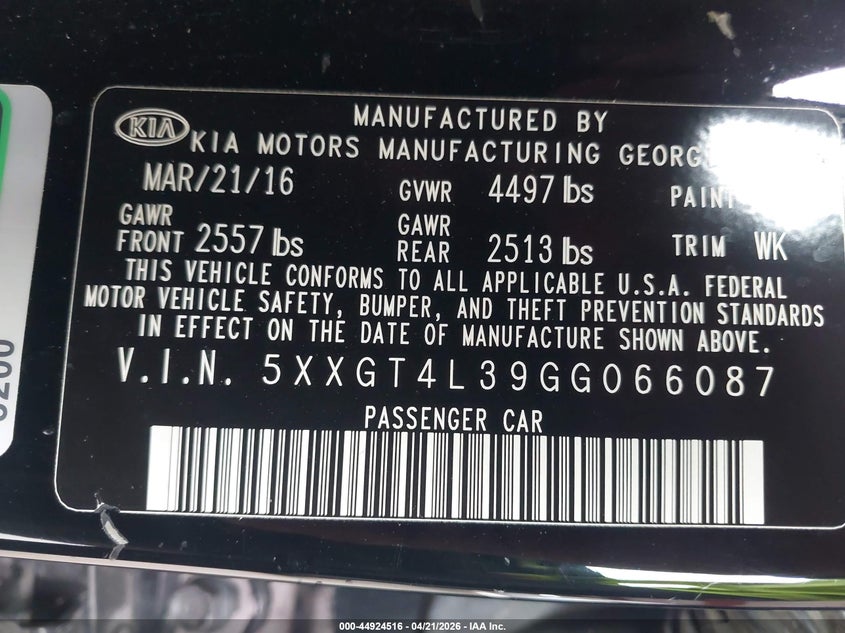 KIA
MANUFACTURED BY
KIA MOTORS MANUFACTURING
MAR/21/16 GVWR 4497 lbs PAINT
GAWR FRONT 2557 lbs GAWR REAR 2513 lbs TRIM WK
THIS VEHICLE CONFORMS TO ALL APPLICABLE U.S.A. FEDERAL
MOTOR VEHICLE SAFETY, BUMPER, AND THEFT PREVENTION STANDARDS
IN EFFECT ON THE DATE OF MANUFACTURE SHOWN ABOVE.
V.I.N. 5XXGT4L39GG066087
PASSENGER CAR
000-44924516 - 04/21/2026 - IAA Inc.